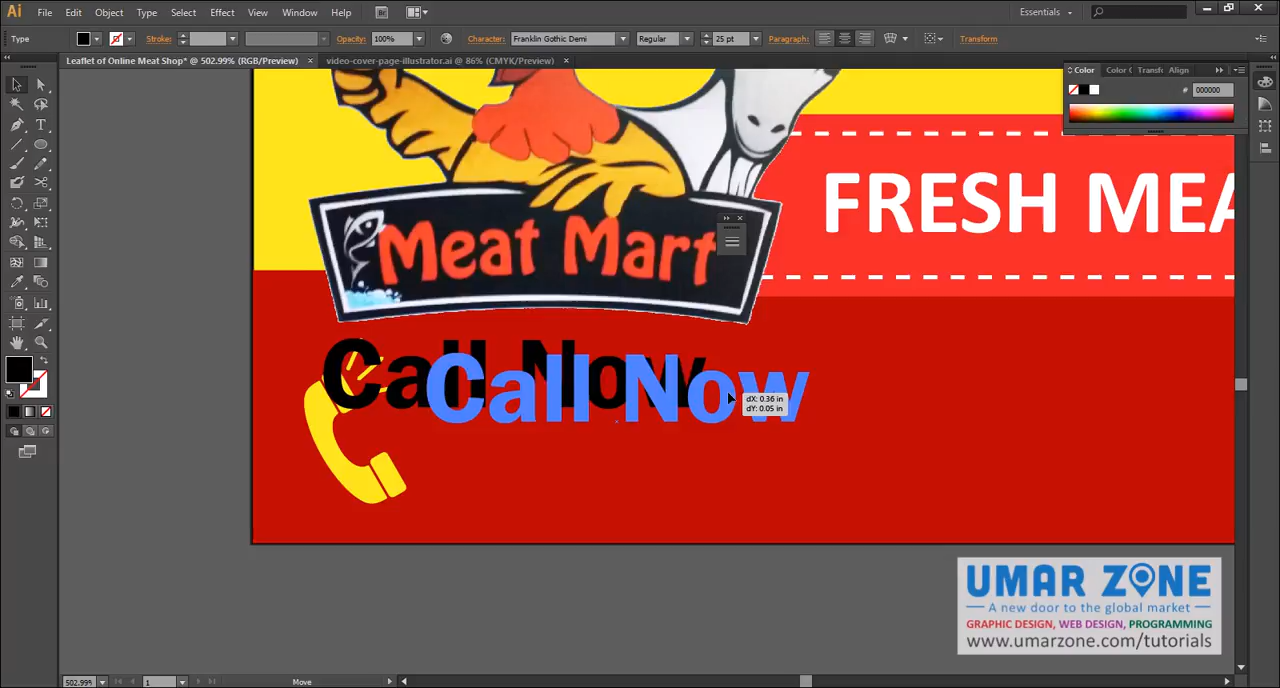 Ai File Edit Object Type Select Effect View Window Help Br Essentials
Type Stroke: Opacity: 100% Character: Franklin Gothic Demi Regular 25 pt Paragraph: Transform
Leaflet of Online Meat Shop* @ 502.99% (RGB/Preview) × video-cover-page-illustrator.ai @ 86% (CMYK/Preview) ×
Color Color ( Transfo Align
# 000000
FRESH MEA
Meat Mart
Call Now
Call Now
dX: 0.36 in
dY: 0.05 in
UMAR ZONE
A new door to the global market
GRAPHIC DESIGN, WEB DESIGN, PROGRAMMING
www.umarzone.com/tutorials
502.99% 1 Move